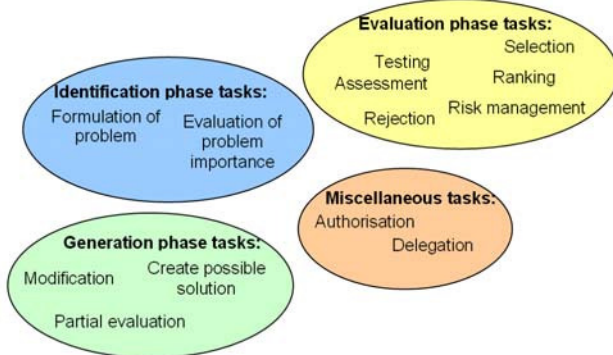 Evaluation phase tasks:
Selection
Testing
Assessment
Ranking
Rejection
Risk management
Identification phase tasks:
Formulation of
problem
Evaluation of
problem
importance
Miscellaneous tasks:
Authorisation
Delegation
Generation phase tasks:
Modification
Create possible
solution
Partial evaluation